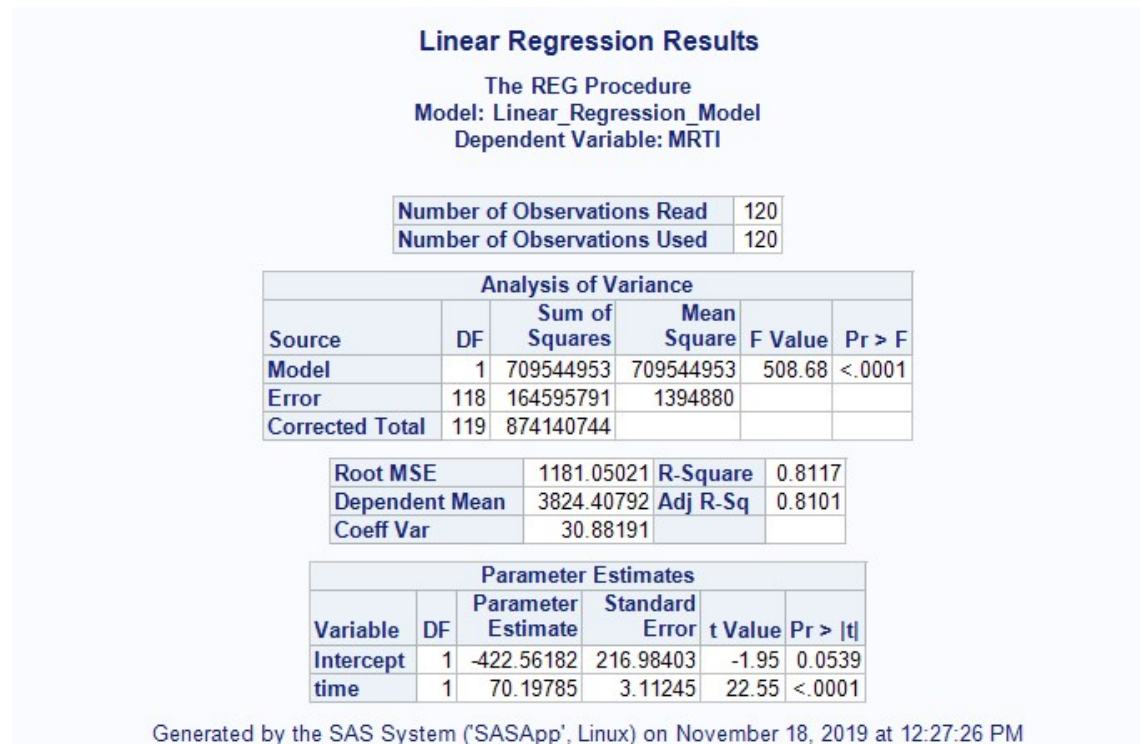 Linear Regression Results
The REG Procedure
Model: Linear_Regression_Model
Dependent Variable: MRTI
Number of Observations Read 120
Number of Observations Used 120
Analysis of Variance
Source DF Sum of Squares Mean Square F Value Pr > F
Model 1 709544953 709544953 508.68 <.0001
Error 118 164595791 1394880
Corrected Total 119 874140744
Root MSE 1181.05021 R-Square 0.8117
Dependent Mean 3824.40792 Adj R-Sq 0.8101
Coeff Var 30.88191
Parameter Estimates
Variable DF Parameter Estimate Standard Error t Value Pr > |t|
Intercept 1 -422.56182 216.98403 -1.95 0.0539
time 1 70.19785 3.11245 22.55 <.0001
Generated by the SAS System ('SASApp', Linux) on November 18, 2019 at 12:27:26 PM